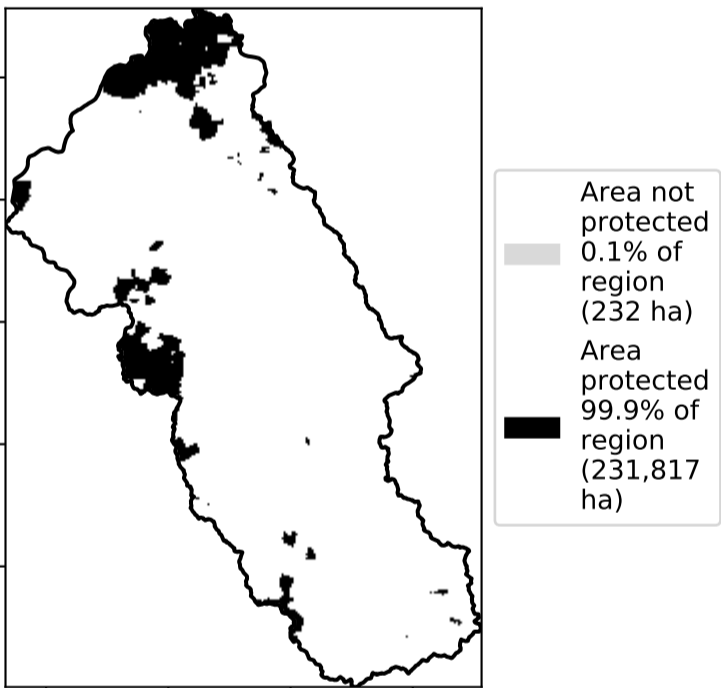 Area not
protected
0.1% of
region
(232 ha)
Area
protected
99.9% of
region
(231,817
ha)